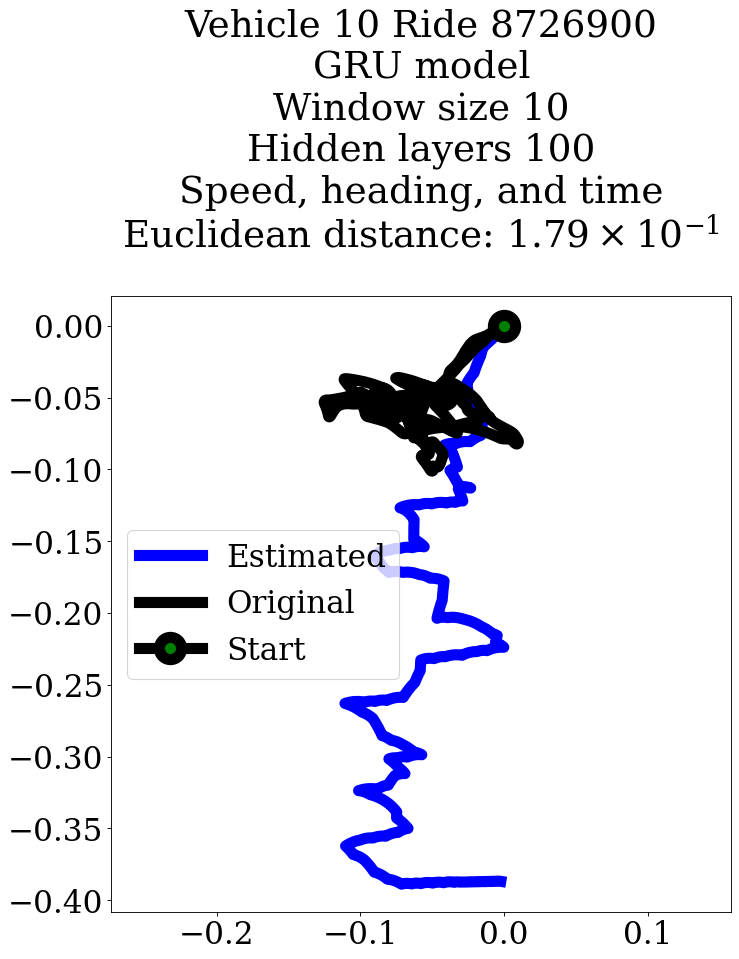 Vehicle 10 Ride 8726900
GRU model
Window size 10
Hidden layers 100
Speed, heading, and time
Euclidean distance: 1.79 × 10⁻¹
0.00
−0.05
−0.10
−0.15
−0.20
−0.25
−0.30
−0.35
−0.40
Estimated
Original
Start
−0.2
−0.1
0.0
0.1